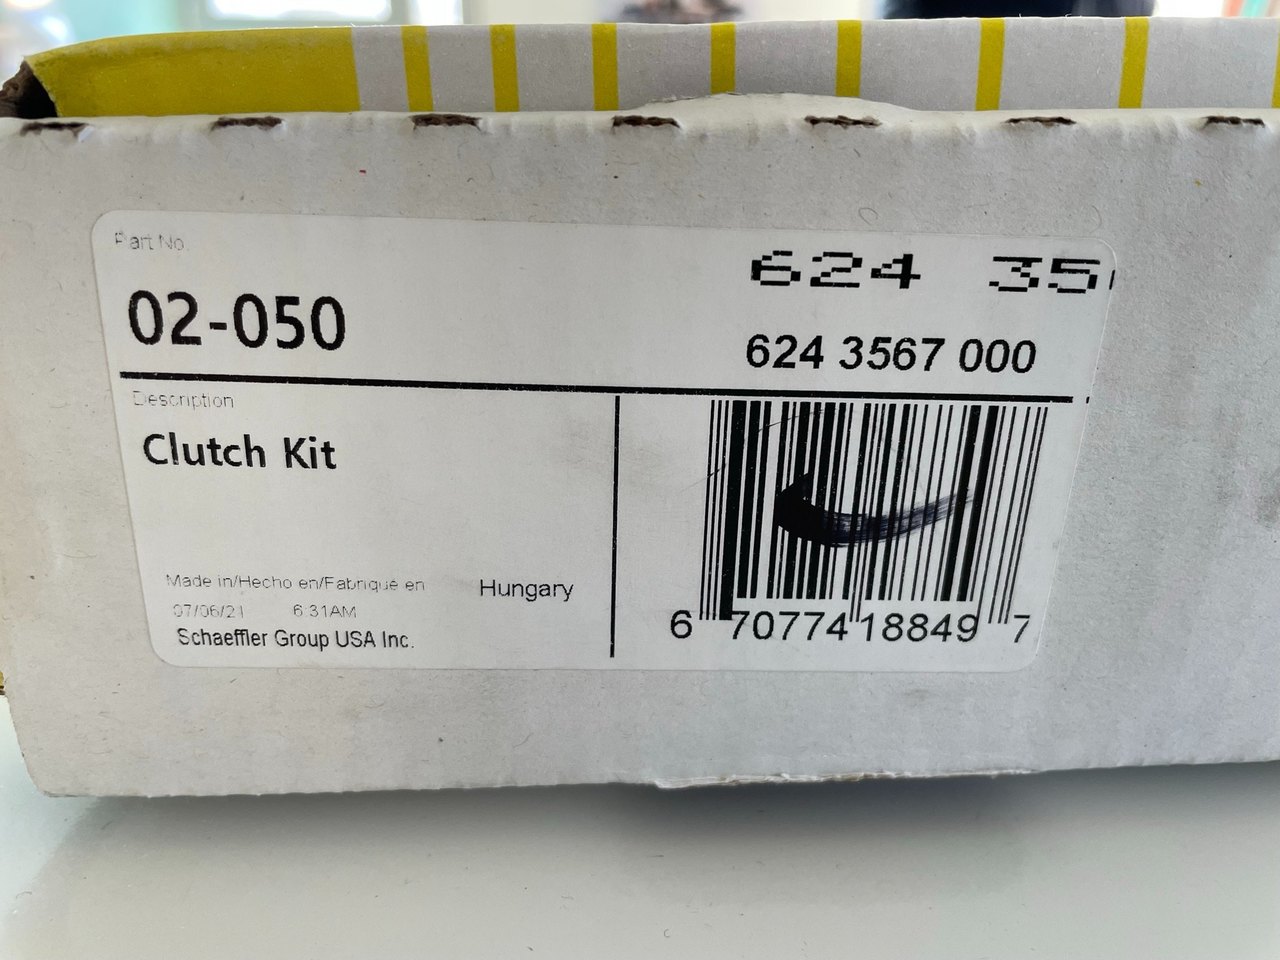 Part No.
02-050
624 35
624 3567 000
Description
Clutch Kit
Made in/Hecho en/Fabriqué en Hungary
07/06/21 6:31AM
Schaeffler Group USA Inc.
6 70774 18849 7